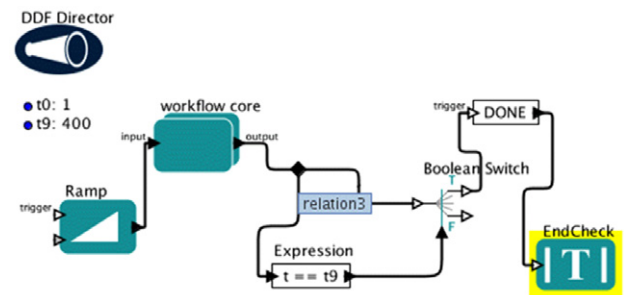 DDF Director
t0: 1
t9: 400
workflow core
input
output
trigger
DONE
Boolean Switch
T
F
Ramp
trigger
relation3
Expression
t == t9
EndCheck
T